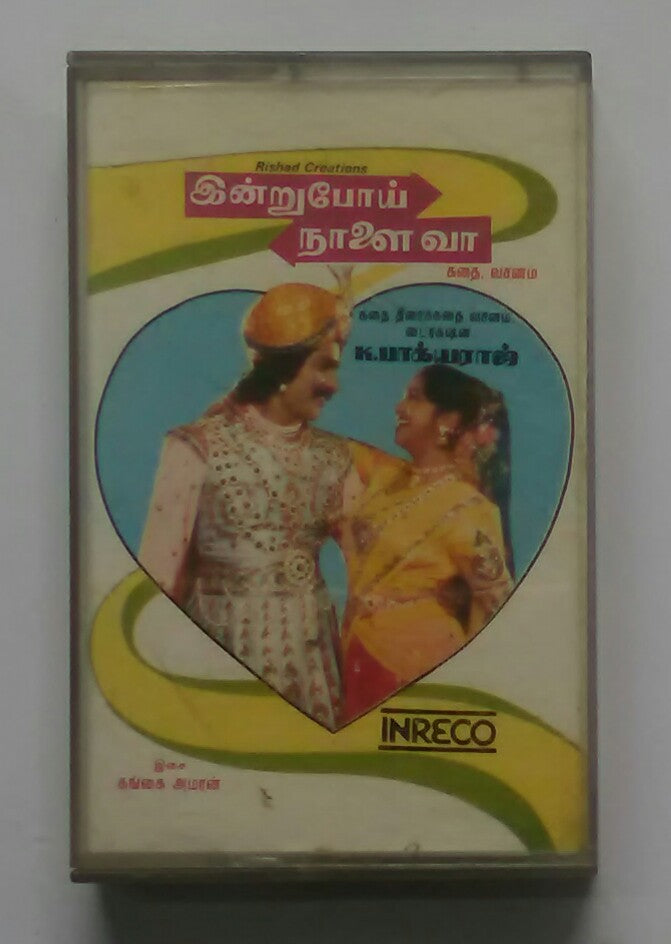 Rishad Creations
இன்றுபோய்
நாளை வா
கதை, வசனம்
கதை திரைக்கதை வசனம்
டைரக்ஷன்
க.பாக்யராஜ்
INRECO
இசை
கங்கை அமரன்